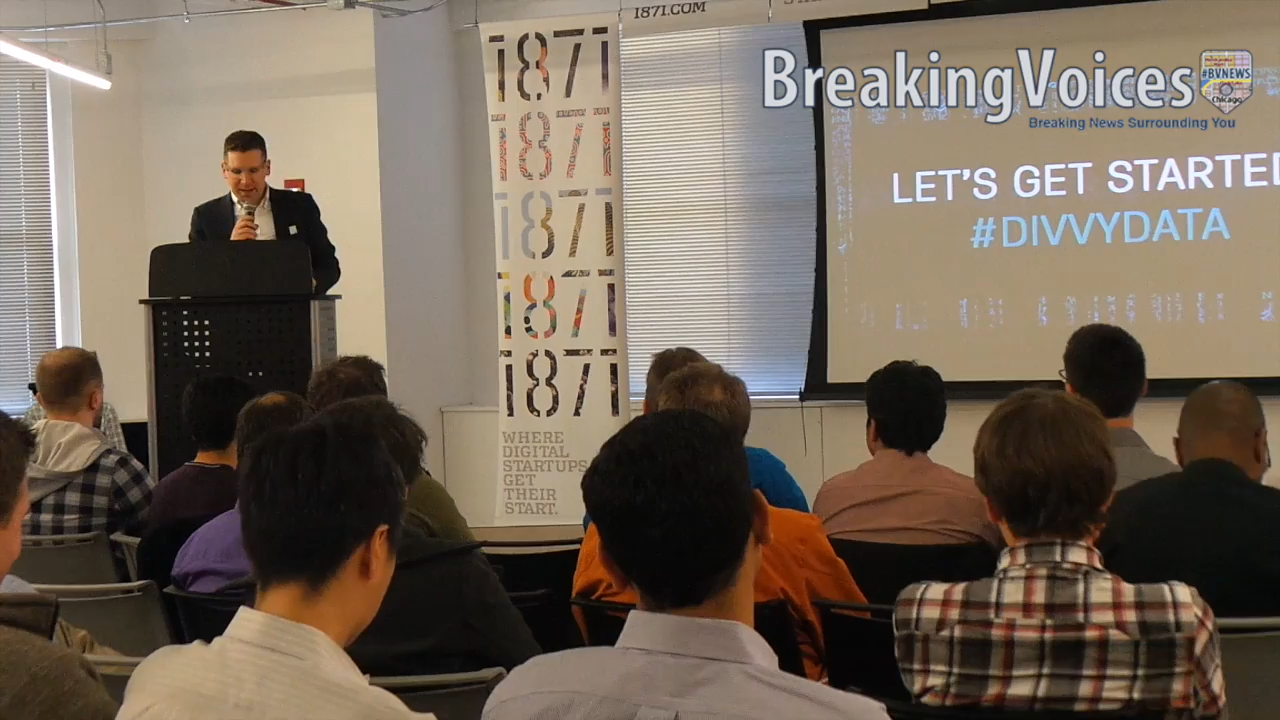 1871.COM
1871
1871
1871
1871
1871
WHERE
DIGITAL
STARTUPS
GET
THEIR
START.
BreakingVoices
#BVNEWS
Chicago
Breaking News Surrounding You
LET'S GET STARTED
#DIVVYDATA